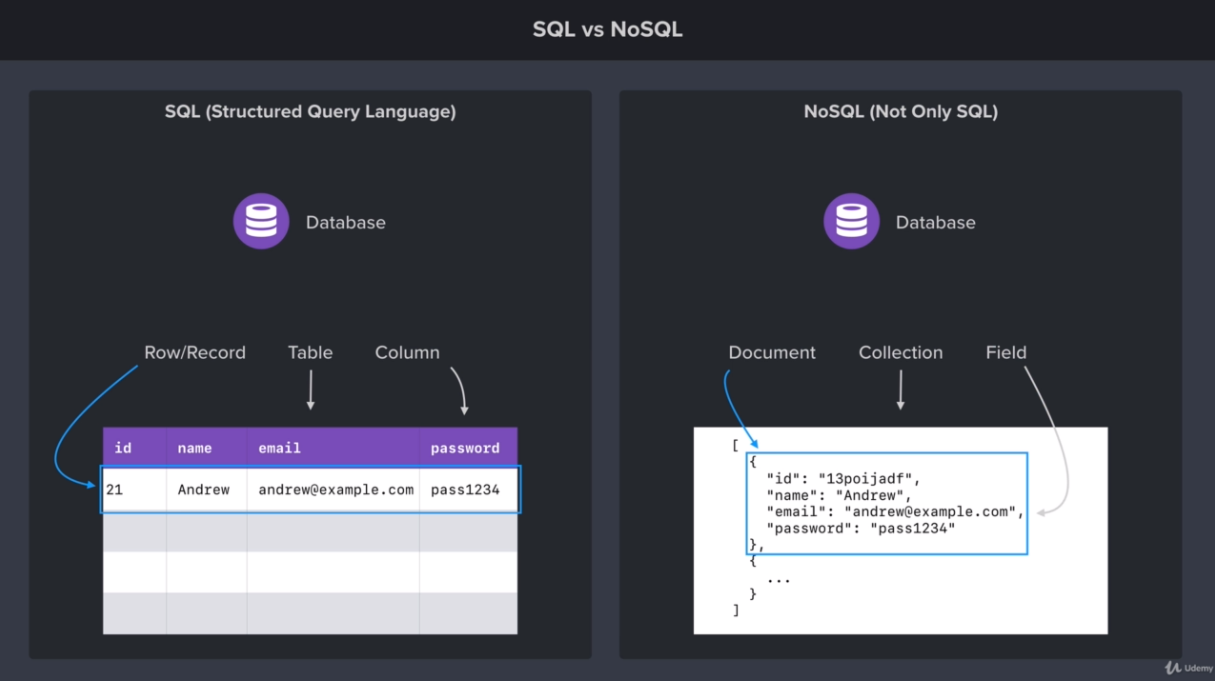 SQL vs NoSQL
SQL (Structured Query Language)
Database
Row/Record Table Column
id name email password
21 Andrew andrew@example.com pass1234
NoSQL (Not Only SQL)
Database
Document Collection Field
[
{
"id": "13poijadf",
"name": "Andrew",
"email": "andrew@example.com",
"password": "pass1234"
},
{
...
}
]
Udemy